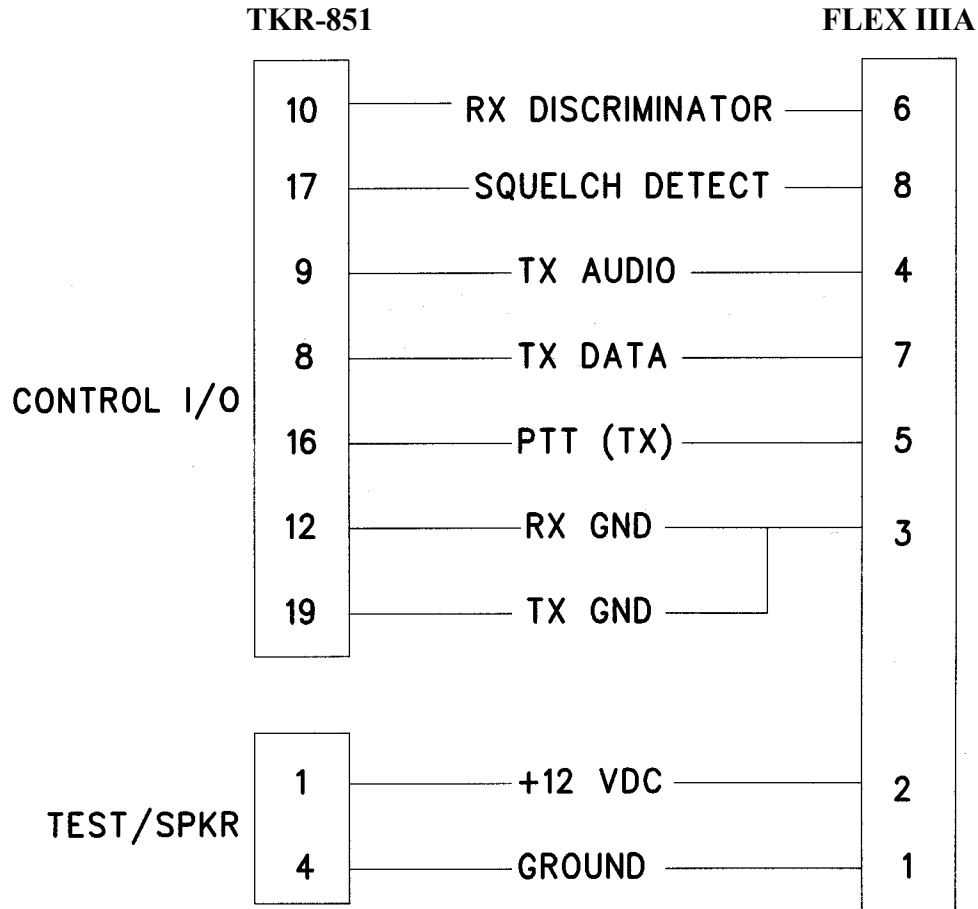 TKR-851 FLEX IIIA
10 RX DISCRIMINATOR 6
17 SQUELCH DETECT 8
9 TX AUDIO 4
8 TX DATA 7
CONTROL I/O
16 PTT (TX) 5
12 RX GND 3
19 TX GND
1 +12 VDC 2
TEST/SPKR
4 GROUND 1